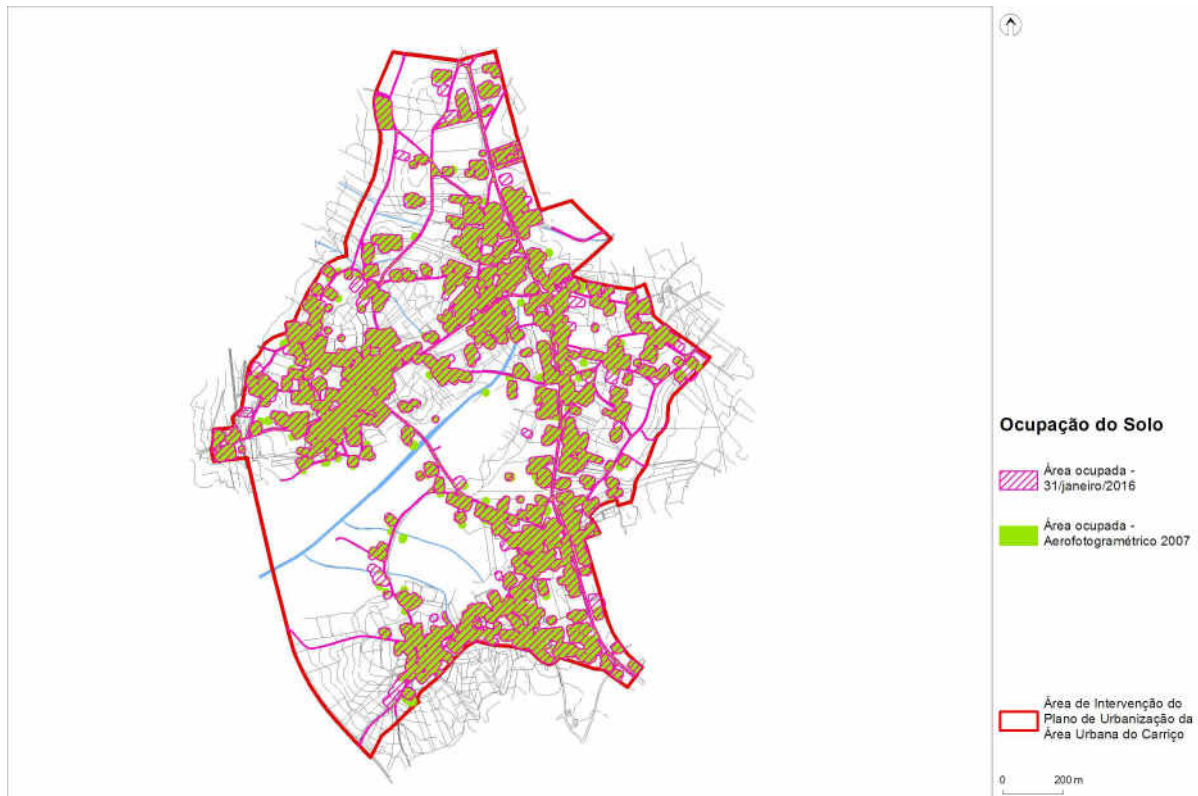 Ocupação do Solo
Área ocupada -
31/janeiro/2016
Área ocupada -
Aerofotogramétrico 2007
Área de Intervenção do
Plano de Urbanização da
Área Urbana do Carriço
0 200 m